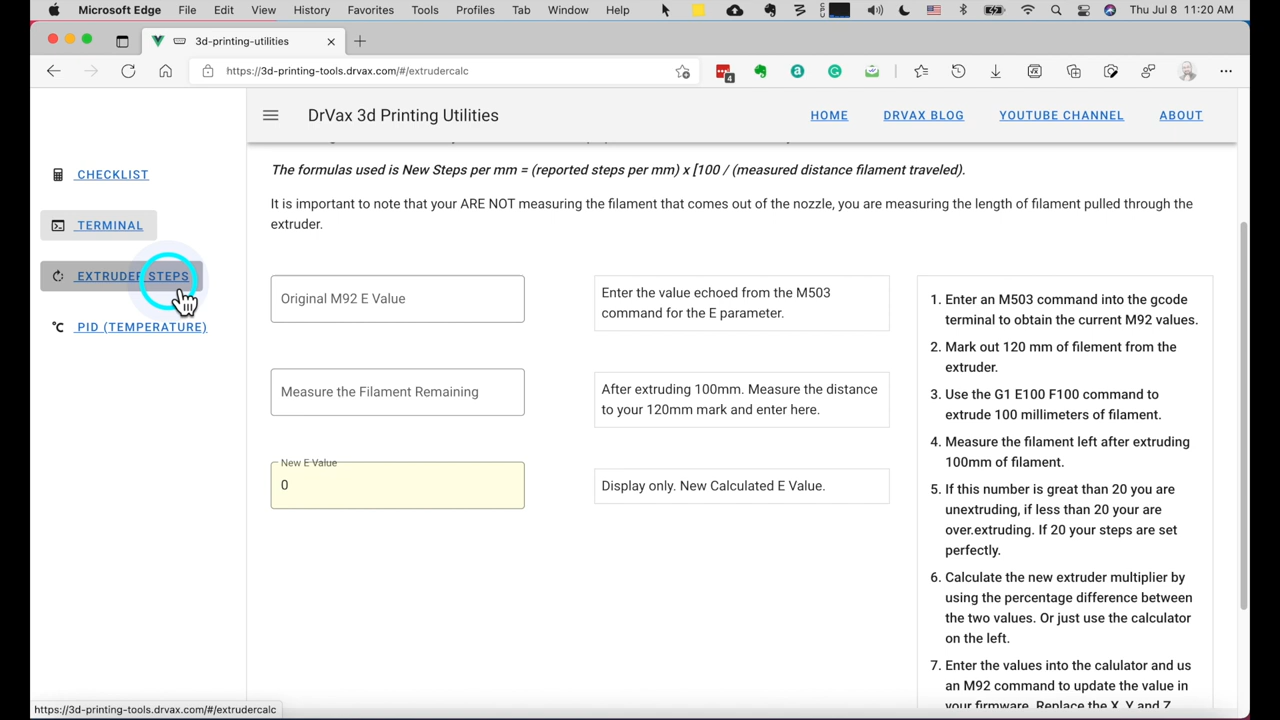 Microsoft Edge File Edit View History Favorites Tools Profiles Tab Window Help Thu Jul 8 11:20 AM
3d-printing-utilities
https://3d-printing-tools.drvax.com/#/extrudercalc
4
DrVax 3d Printing Utilities
HOME
DRVAX BLOG
YOUTUBE CHANNEL
ABOUT
CHECKLIST
TERMINAL
EXTRUDER STEPS
°C PID (TEMPERATURE)
The formulas used is New Steps per mm = (reported steps per mm) x [100 / (measured distance filament traveled).
It is important to note that your ARE NOT measuring the filament that comes out of the nozzle, you are measuring the length of filament pulled through the
extruder.
Original M92 E Value
Enter the value echoed from the M503
command for the E parameter.
Measure the Filament Remaining
After extruding 100mm. Measure the distance
to your 120mm mark and enter here.
New E Value
0
Display only. New Calculated E Value.
1. Enter an M503 command into the gcode
terminal to obtain the current M92 values.
2. Mark out 120 mm of filement from the
extruder.
3. Use the G1 E100 F100 command to
extrude 100 millimeters of filament.
4. Measure the filament left after extruding
100mm of filament.
5. If this number is great than 20 you are
unextruding, if less than 20 your are
over.extruding. If 20 your steps are set
perfectly.
6. Calculate the new extruder multiplier by
using the percentage difference between
the two values. Or just use the calculator
on the left.
7. Enter the values into the calulator and us
an M92 command to update the value in
your firmware. Replace the X, Y and Z
https://3d-printing-tools.drvax.com/#/extrudercalc